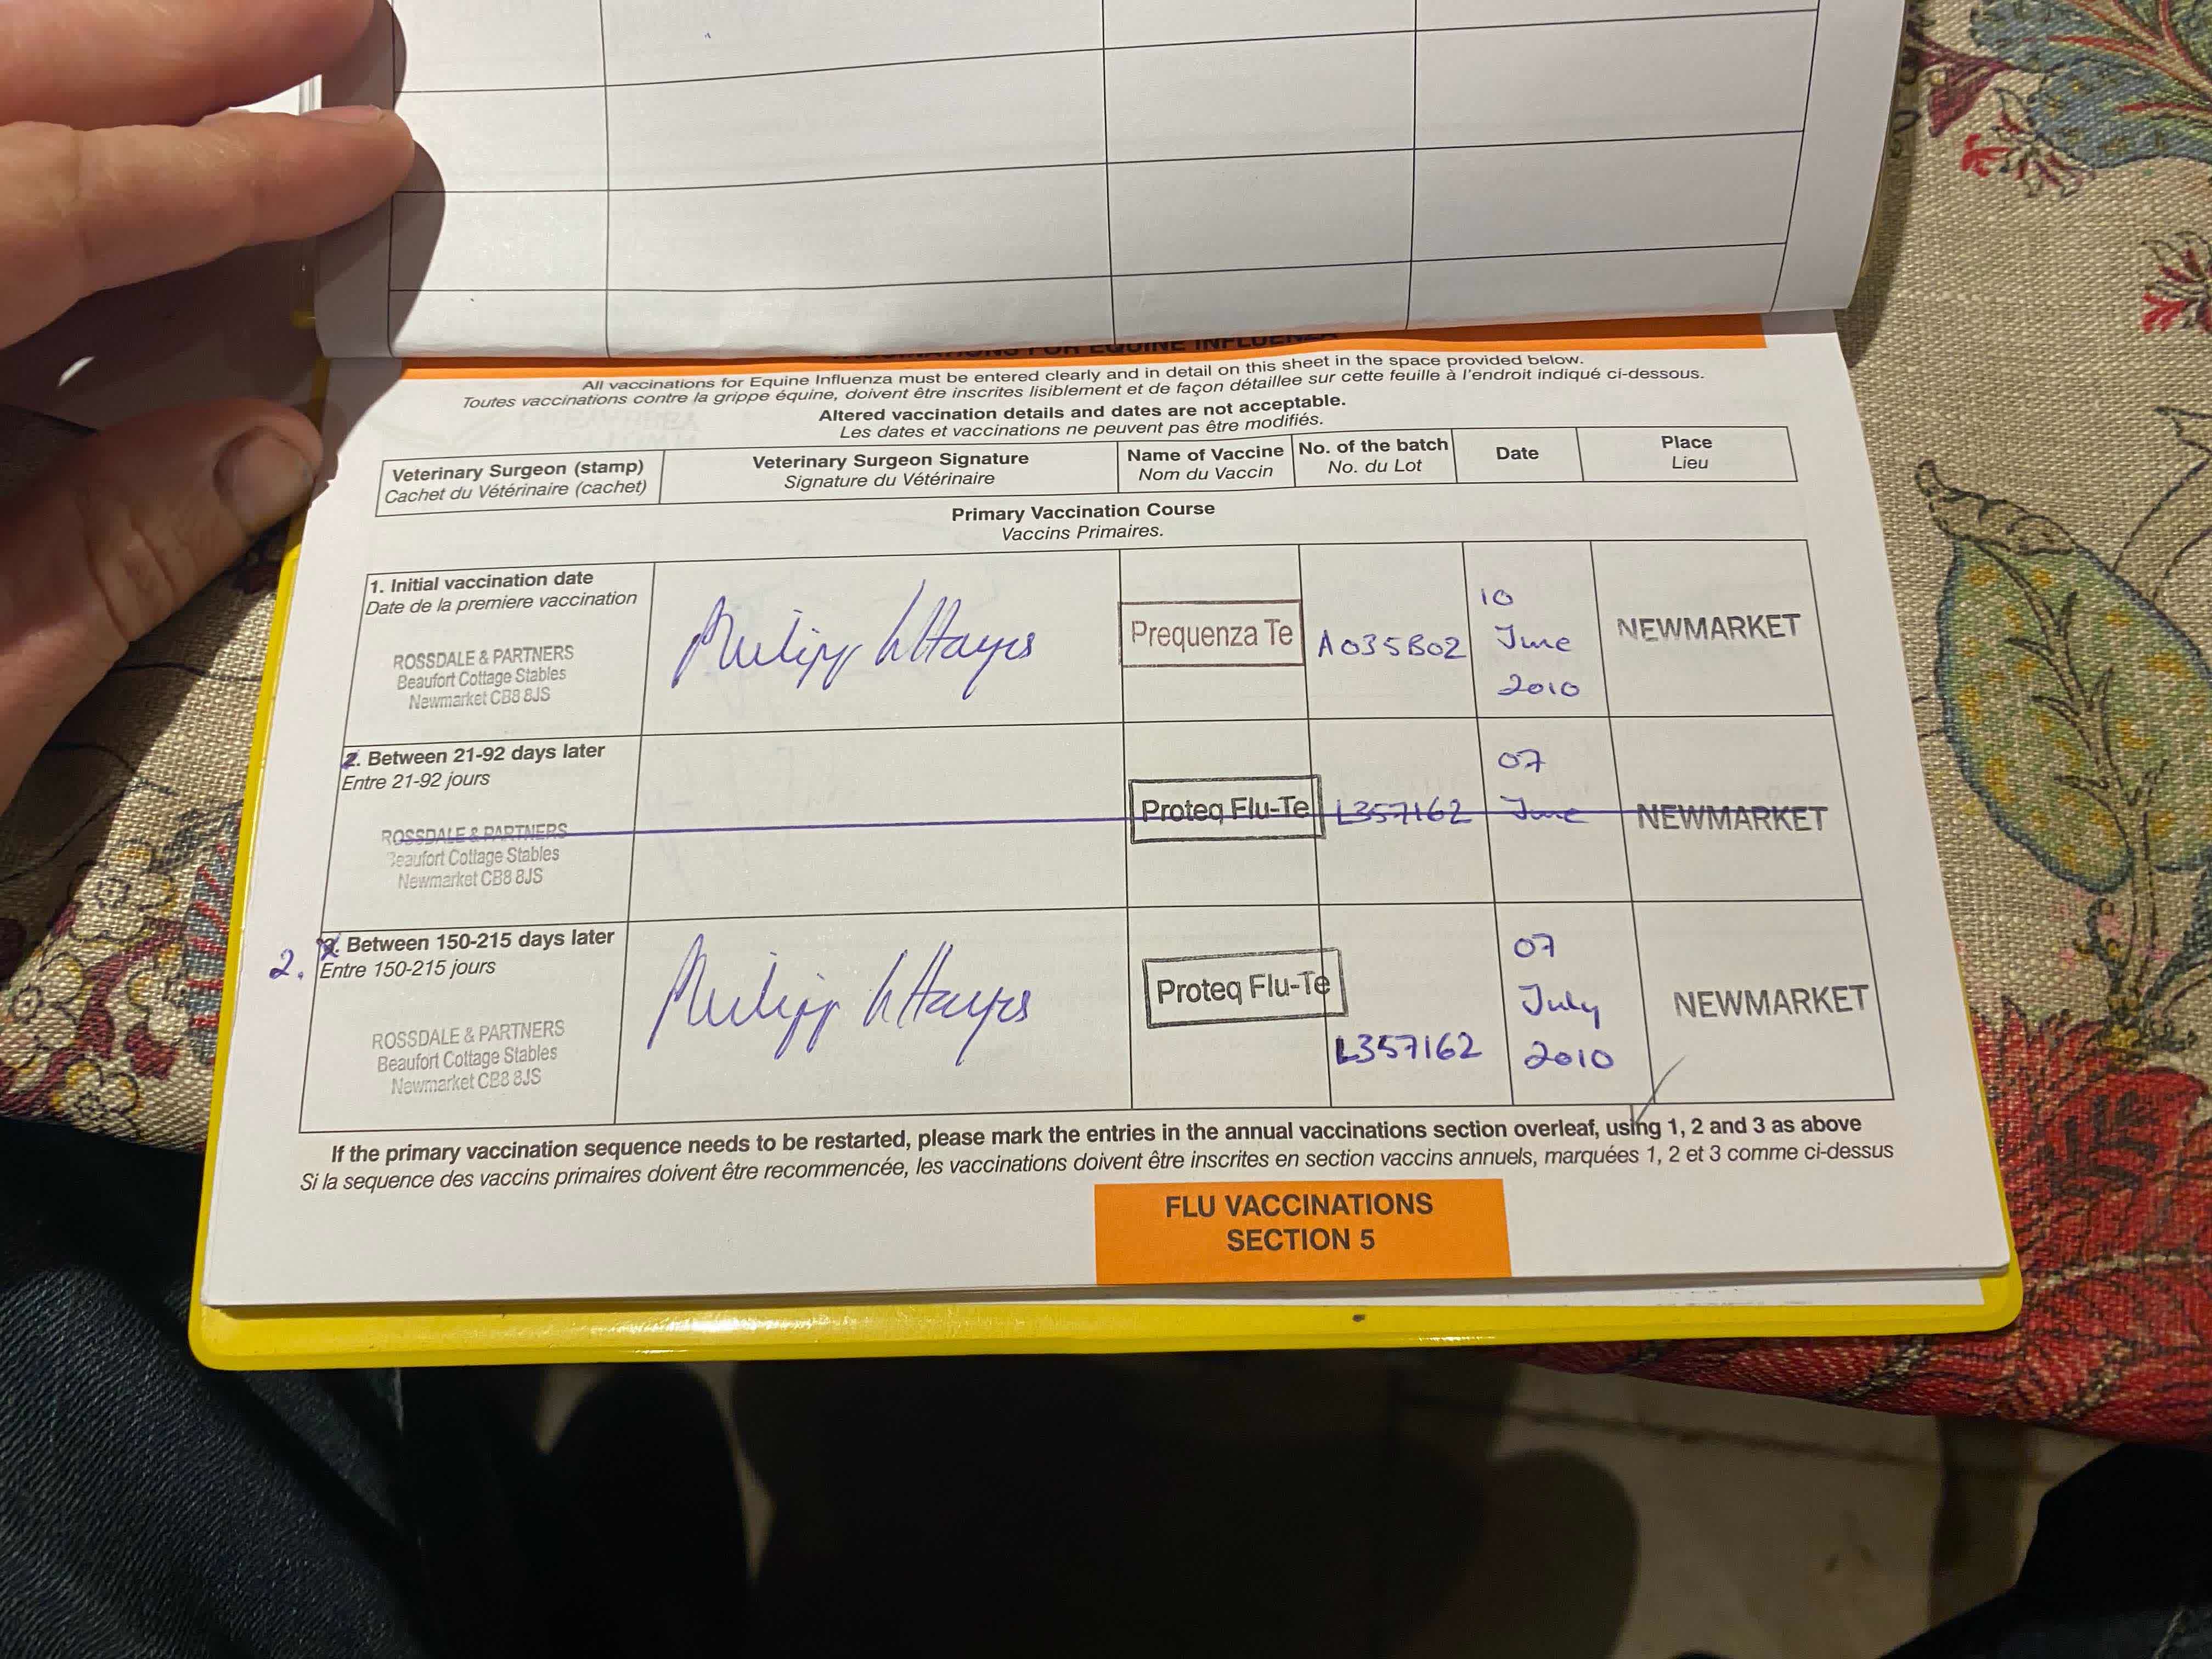 VACCINATIONS FOR EQUINE INFLUENZA
All vaccinations for Equine Influenza must be entered clearly and in detail on this sheet in the space provided below.
Toutes vaccinations contre la grippe équine, doivent être inscrites lisiblement et de façon détaillee sur cette feuille à l'endroit indiqué ci-dessous.
Altered vaccination details and dates are not acceptable.
Les dates et vaccinations ne peuvent pas être modifiés.
Veterinary Surgeon (stamp)
Cachet du Vétérinaire (cachet)
Veterinary Surgeon Signature
Signature du Vétérinaire
Name of Vaccine
Nom du Vaccin
No. of the batch
No. du Lot
Date
Place
Lieu
Primary Vaccination Course
Vaccins Primaires.
1. Initial vaccination date
Date de la premiere vaccination
ROSSDALE & PARTNERS
Beaufort Cottage Stables
Newmarket CB8 8JS
Prequenza Te
A035B02
10
June
2010
NEWMARKET
2. Between 21-92 days later
Entre 21-92 jours
ROSSDALE & PARTNERS
Beaufort Cottage Stables
Newmarket CB8 8JS
Proteq Flu-Te
L357162
07
June
NEWMARKET
2.
3. Between 150-215 days later
Entre 150-215 jours
ROSSDALE & PARTNERS
Beaufort Cottage Stables
Newmarket CB8 8JS
Proteq Flu-Te
L357162
07
July
2010
NEWMARKET
If the primary vaccination sequence needs to be restarted, please mark the entries in the annual vaccinations section overleaf, using 1, 2 and 3 as above
Si la sequence des vaccins primaires doivent être recommencée, les vaccinations doivent être inscrites en section vaccins annuels, marquées 1, 2 et 3 comme ci-dessus
FLU VACCINATIONS
SECTION 5